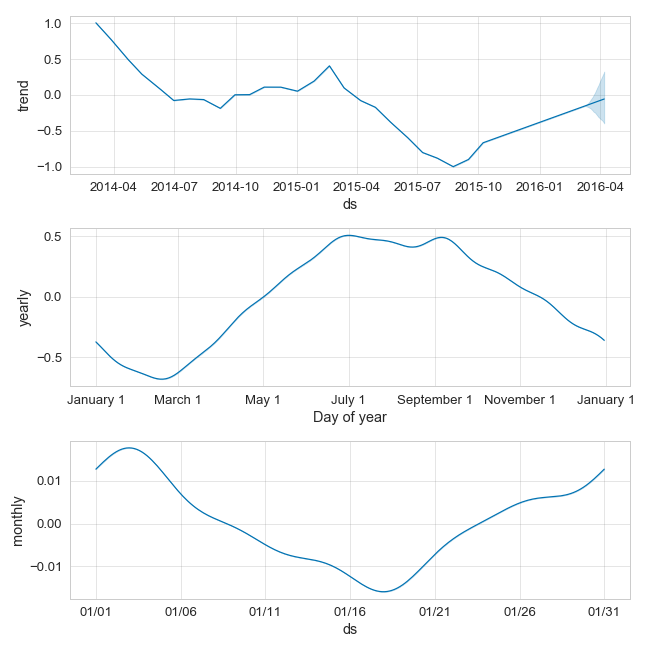 1.0
0.5
0.0
−0.5
−1.0
trend
2014-04 2014-07 2014-10 2015-01 2015-04 2015-07 2015-10 2016-01 2016-04
ds
0.5
0.0
−0.5
yearly
January 1 March 1 May 1 July 1 September 1 November 1 January 1
Day of year
0.01
0.00
−0.01
monthly
01/01 01/06 01/11 01/16 01/21 01/26 01/31
ds